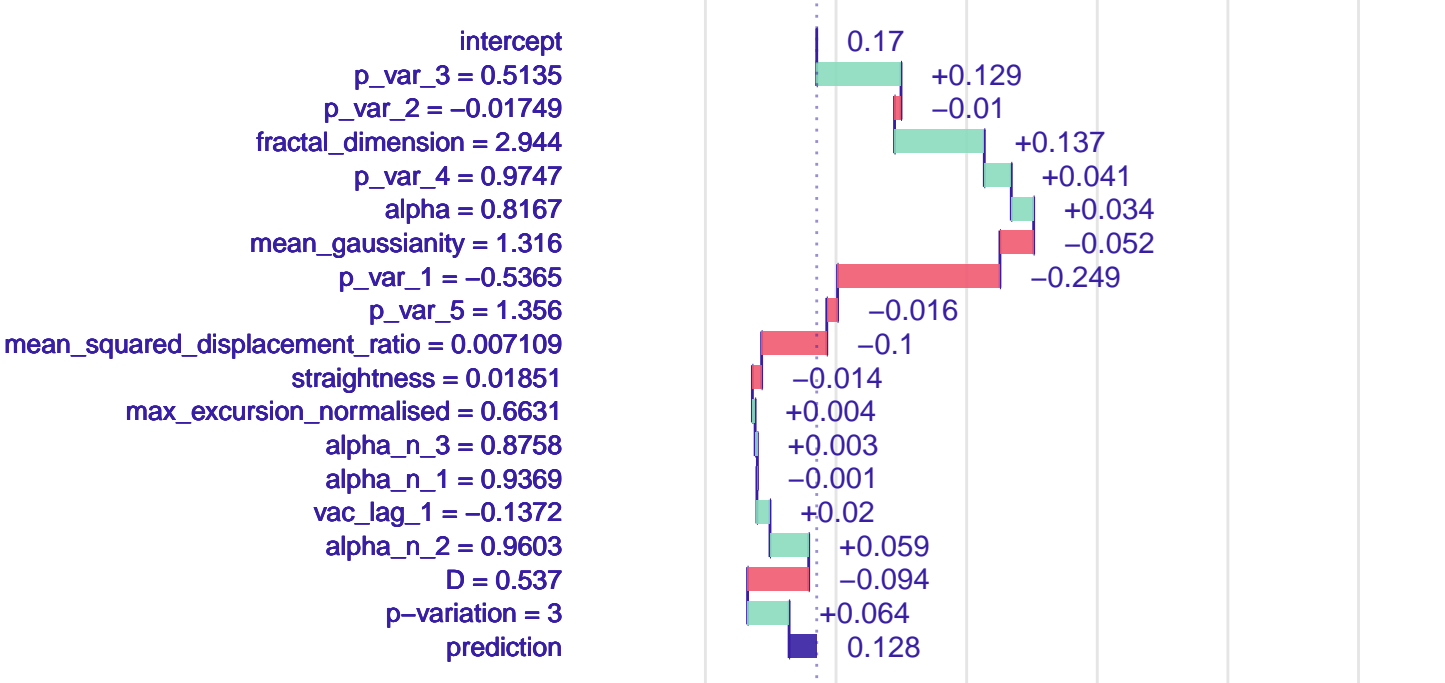 intercept 0.17
p_var_3 = 0.5135 +0.129
p_var_2 = −0.01749 −0.01
fractal_dimension = 2.944 +0.137
p_var_4 = 0.9747 +0.041
alpha = 0.8167 +0.034
mean_gaussianity = 1.316 −0.052
p_var_1 = −0.5365 −0.249
p_var_5 = 1.356 −0.016
mean_squared_displacement_ratio = 0.007109 −0.1
straightness = 0.01851 −0.014
max_excursion_normalised = 0.6631 +0.004
alpha_n_3 = 0.8758 +0.003
alpha_n_1 = 0.9369 −0.001
vac_lag_1 = −0.1372 +0.02
alpha_n_2 = 0.9603 +0.059
D = 0.537 −0.094
p−variation = 3 +0.064
prediction 0.128